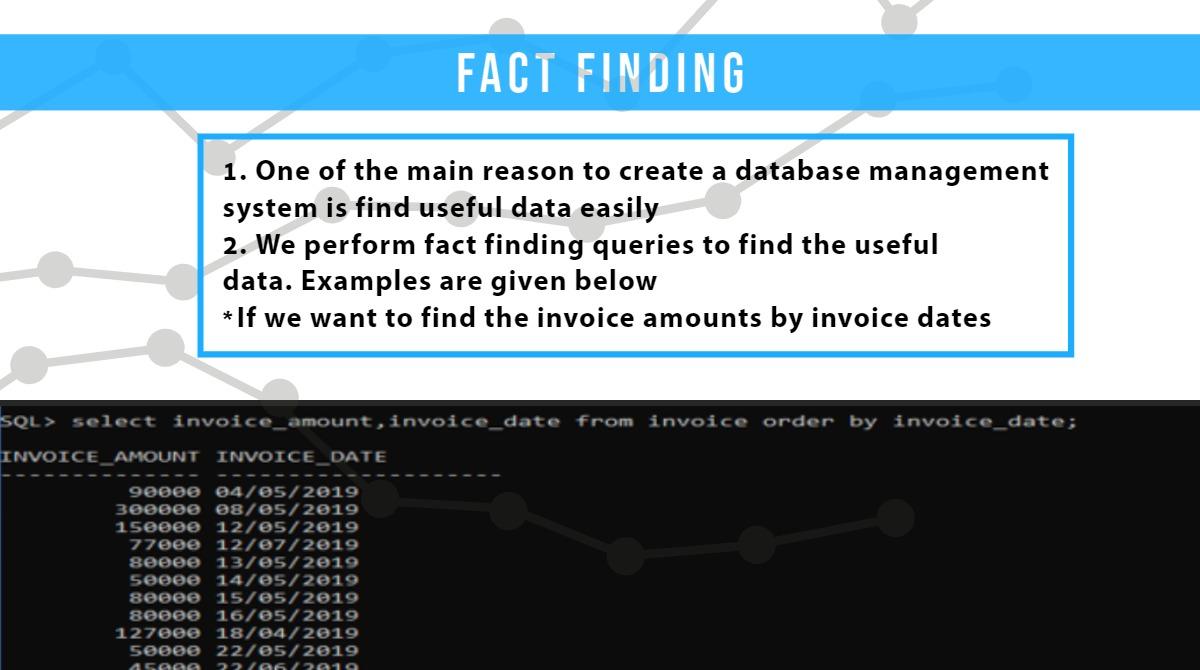 FACT FINDING
1. One of the main reason to create a database management
system is find useful data easily
2. We perform fact finding queries to find the useful
data. Examples are given below
*If we want to find the invoice amounts by invoice dates
SQL> select invoice_amount,invoice_date from invoice order by invoice_date;
INVOICE_AMOUNT INVOICE_DATE
-------------- --------------------
90000 04/05/2019
300000 08/05/2019
150000 12/05/2019
77000 12/07/2019
80000 13/05/2019
50000 14/05/2019
80000 15/05/2019
80000 16/05/2019
127000 18/04/2019
50000 22/05/2019
45000 22/06/2019